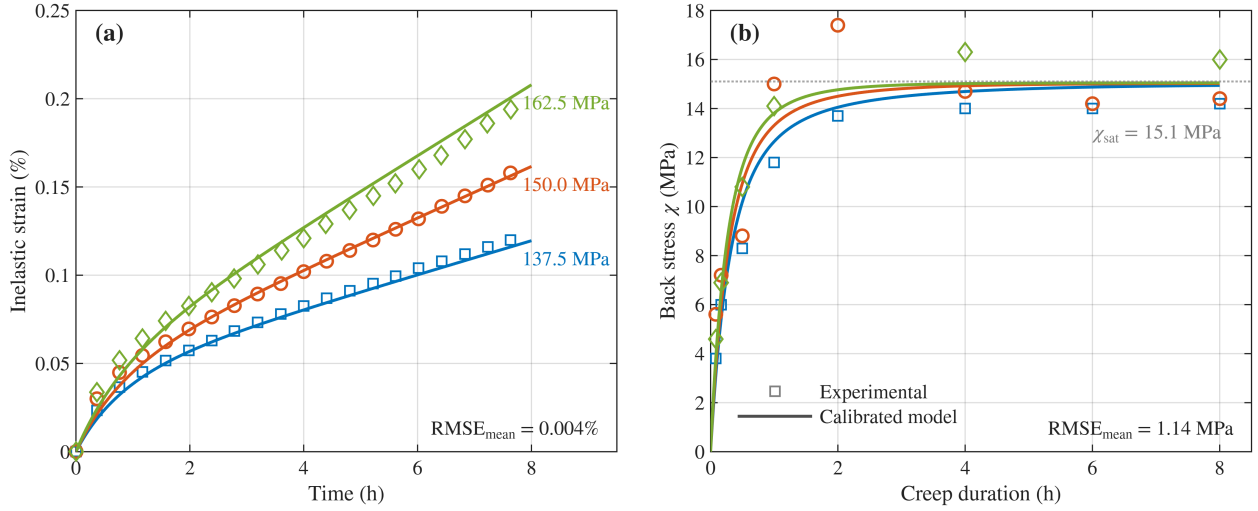 (a)
0.25
0.2
0.15
0.1
0.05
0
Inelastic strain (%)
162.5 MPa
150.0 MPa
137.5 MPa
RMSEmean = 0.004%
0 2 4 6 8
Time (h)
(b)
18
16
14
12
10
8
6
4
2
0
Back stress χ (MPa)
χsat = 15.1 MPa
Experimental
Calibrated model
RMSEmean = 1.14 MPa
0 2 4 6 8
Creep duration (h)